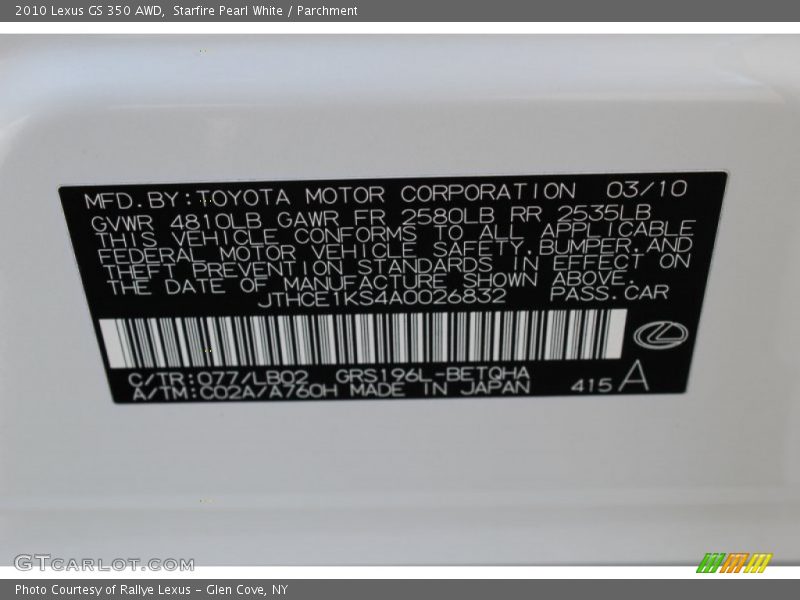 2010 Lexus GS 350 AWD, Starfire Pearl White / Parchment
MFD. BY: TOYOTA MOTOR CORPORATION 03/10
GVWR 4810LB GAWR FR 2580LB RR 2535LB
THIS VEHICLE CONFORMS TO ALL APPLICABLE
FEDERAL MOTOR VEHICLE SAFETY, BUMPER, AND
THEFT PREVENTION STANDARDS IN EFFECT ON
THE DATE OF MANUFACTURE SHOWN ABOVE.
JTHCE1KS4A0026832 PASS. CAR
C/TR: 077/LB02 GRS196L-BETQHA
A/TM: C02A/A760H MADE IN JAPAN 415 A
GTCARLOT.COM
Photo Courtesy of Rallye Lexus - Glen Cove, NY